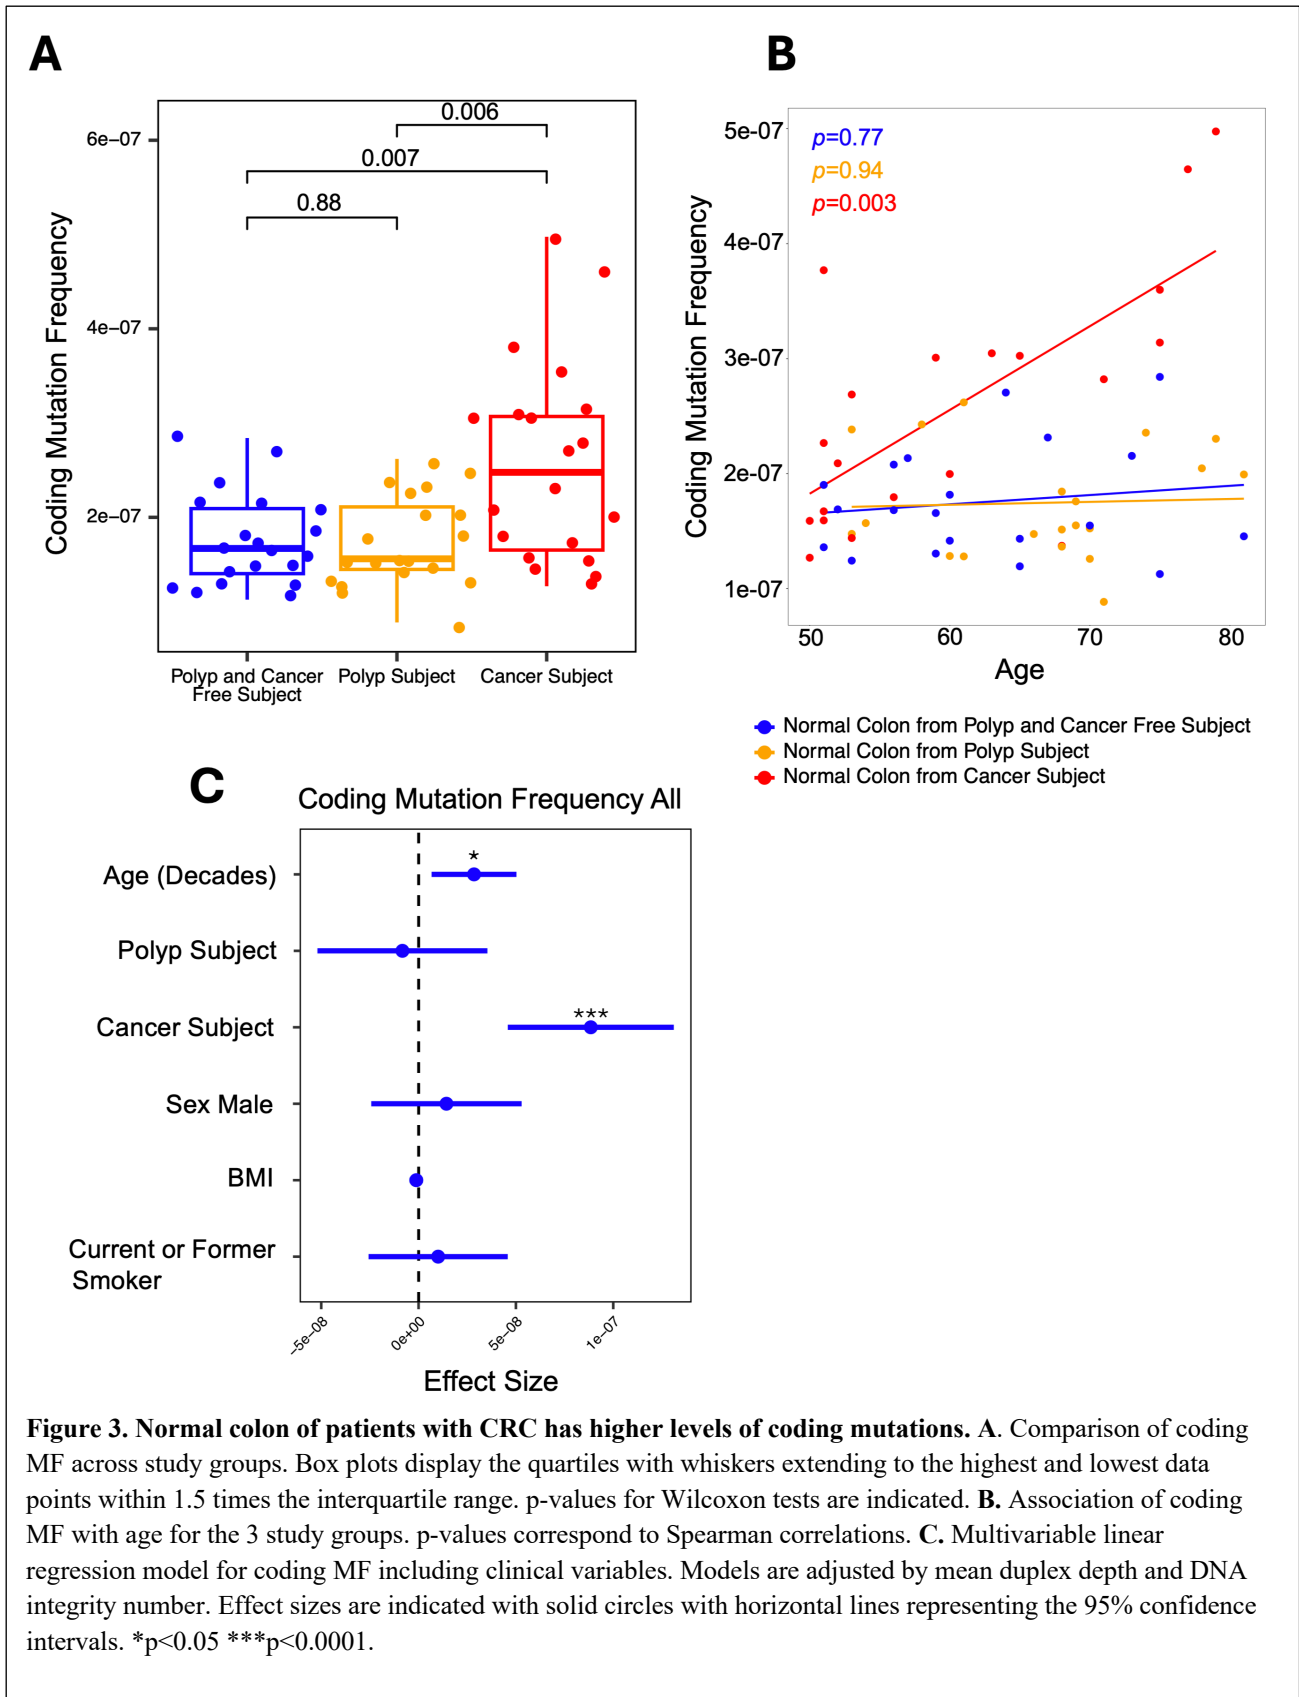 A
6e−07
4e−07
2e−07
Coding Mutation Frequency
0.006
0.007
0.88
Polyp and Cancer
Free Subject
Polyp Subject
Cancer Subject
B
5e-07
4e-07
3e-07
2e-07
1e-07
Coding Mutation Frequency
p=0.77
p=0.94
p=0.003
50
60
70
80
Age
Normal Colon from Polyp and Cancer Free Subject
Normal Colon from Polyp Subject
Normal Colon from Cancer Subject
C
Coding Mutation Frequency All
Age (Decades)
*
Polyp Subject
Cancer Subject
***
Sex Male
BMI
Current or Former
Smoker
−5e−08
0e+00
5e−08
1e−07
Effect Size
Figure 3. Normal colon of patients with CRC has higher levels of coding mutations. A. Comparison of coding
MF across study groups. Box plots display the quartiles with whiskers extending to the highest and lowest data
points within 1.5 times the interquartile range. p-values for Wilcoxon tests are indicated. B. Association of coding
MF with age for the 3 study groups. p-values correspond to Spearman correlations. C. Multivariable linear
regression model for coding MF including clinical variables. Models are adjusted by mean duplex depth and DNA
integrity number. Effect sizes are indicated with solid circles with horizontal lines representing the 95% confidence
intervals. *p<0.05 ***p<0.0001.